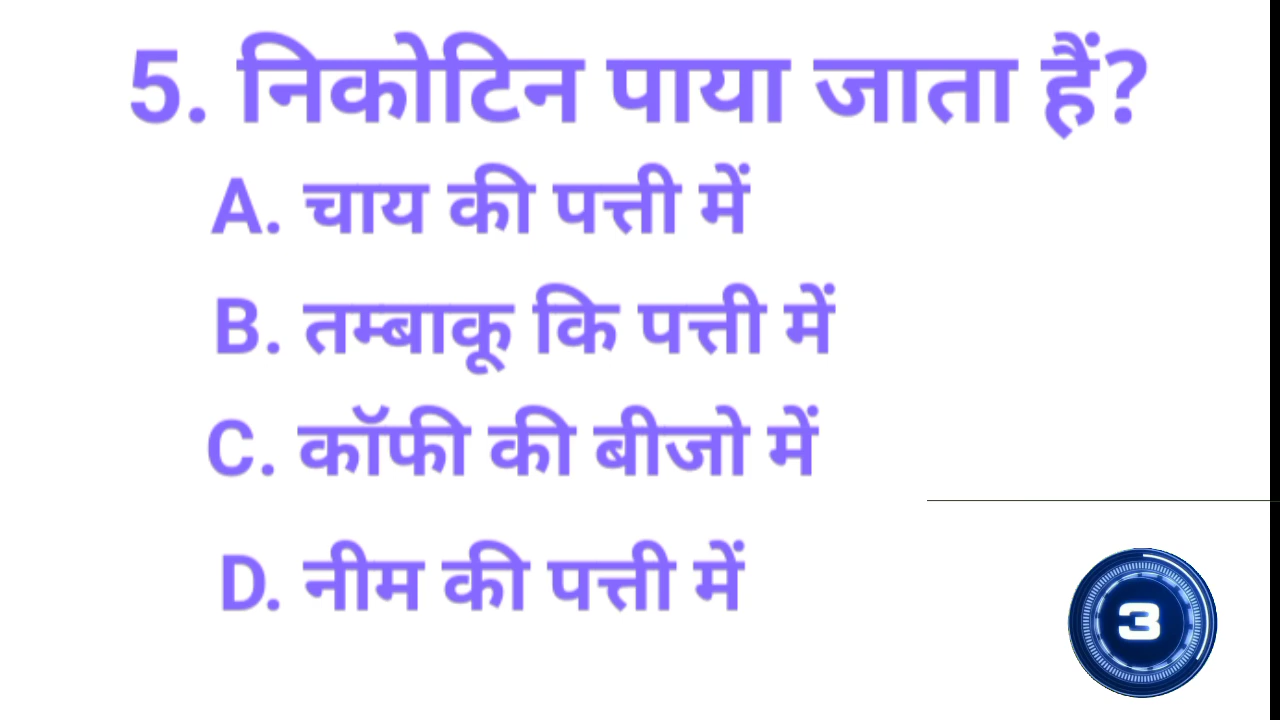 5. निकोटिन पाया जाता हैं?
A. चाय की पत्ती में
B. तम्बाकू कि पत्ती में
C. कॉफी की बीजो में
D. नीम की पत्ती में
3